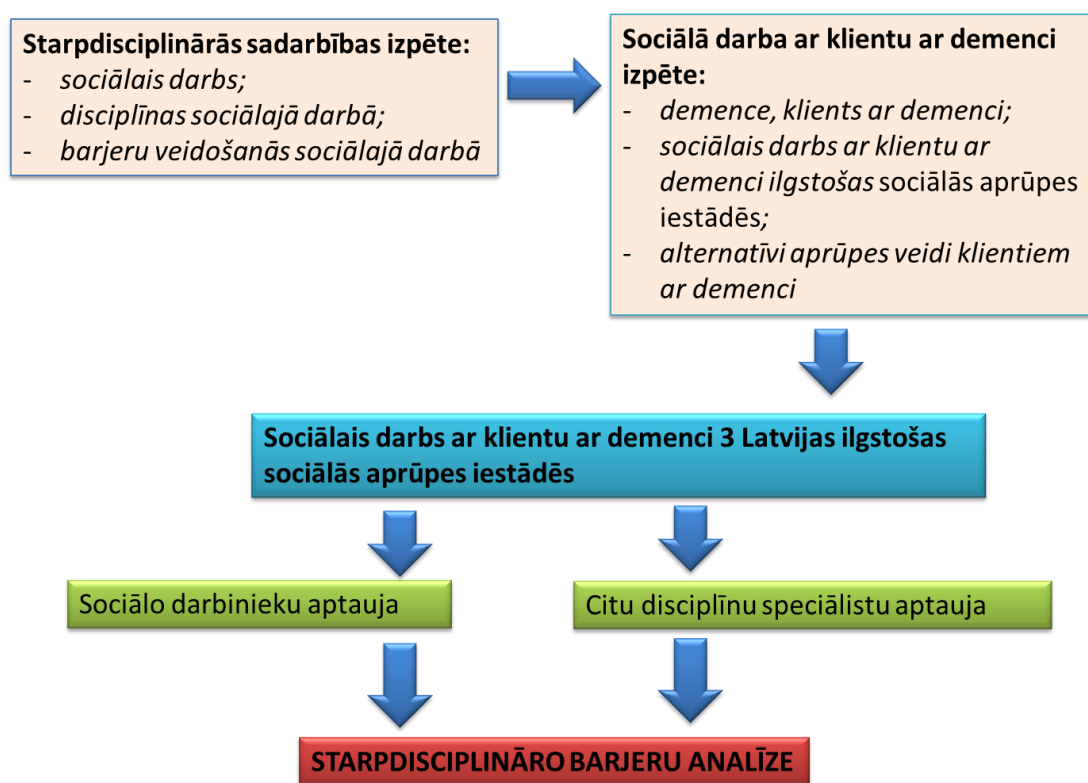 Starpdisciplinārās sadarbības izpēte:
- sociālais darbs;
- disciplīnas sociālajā darbā;
- barjeru veidošanās sociālajā darbā
Sociālā darba ar klientu ar demenci
izpēte:
- demence, klients ar demenci;
- sociālais darbs ar klientu ar
demenci ilgstošas sociālās aprūpes
iestādēs;
- alternatīvi aprūpes veidi klientiem
ar demenci
Sociālais darbs ar klientu ar demenci 3 Latvijas ilgstošas
sociālās aprūpes iestādēs
Sociālo darbinieku aptauja
Citu disciplīnu speciālistu aptauja
STARPDISCIPLINĀRO BARJERU ANALĪZE